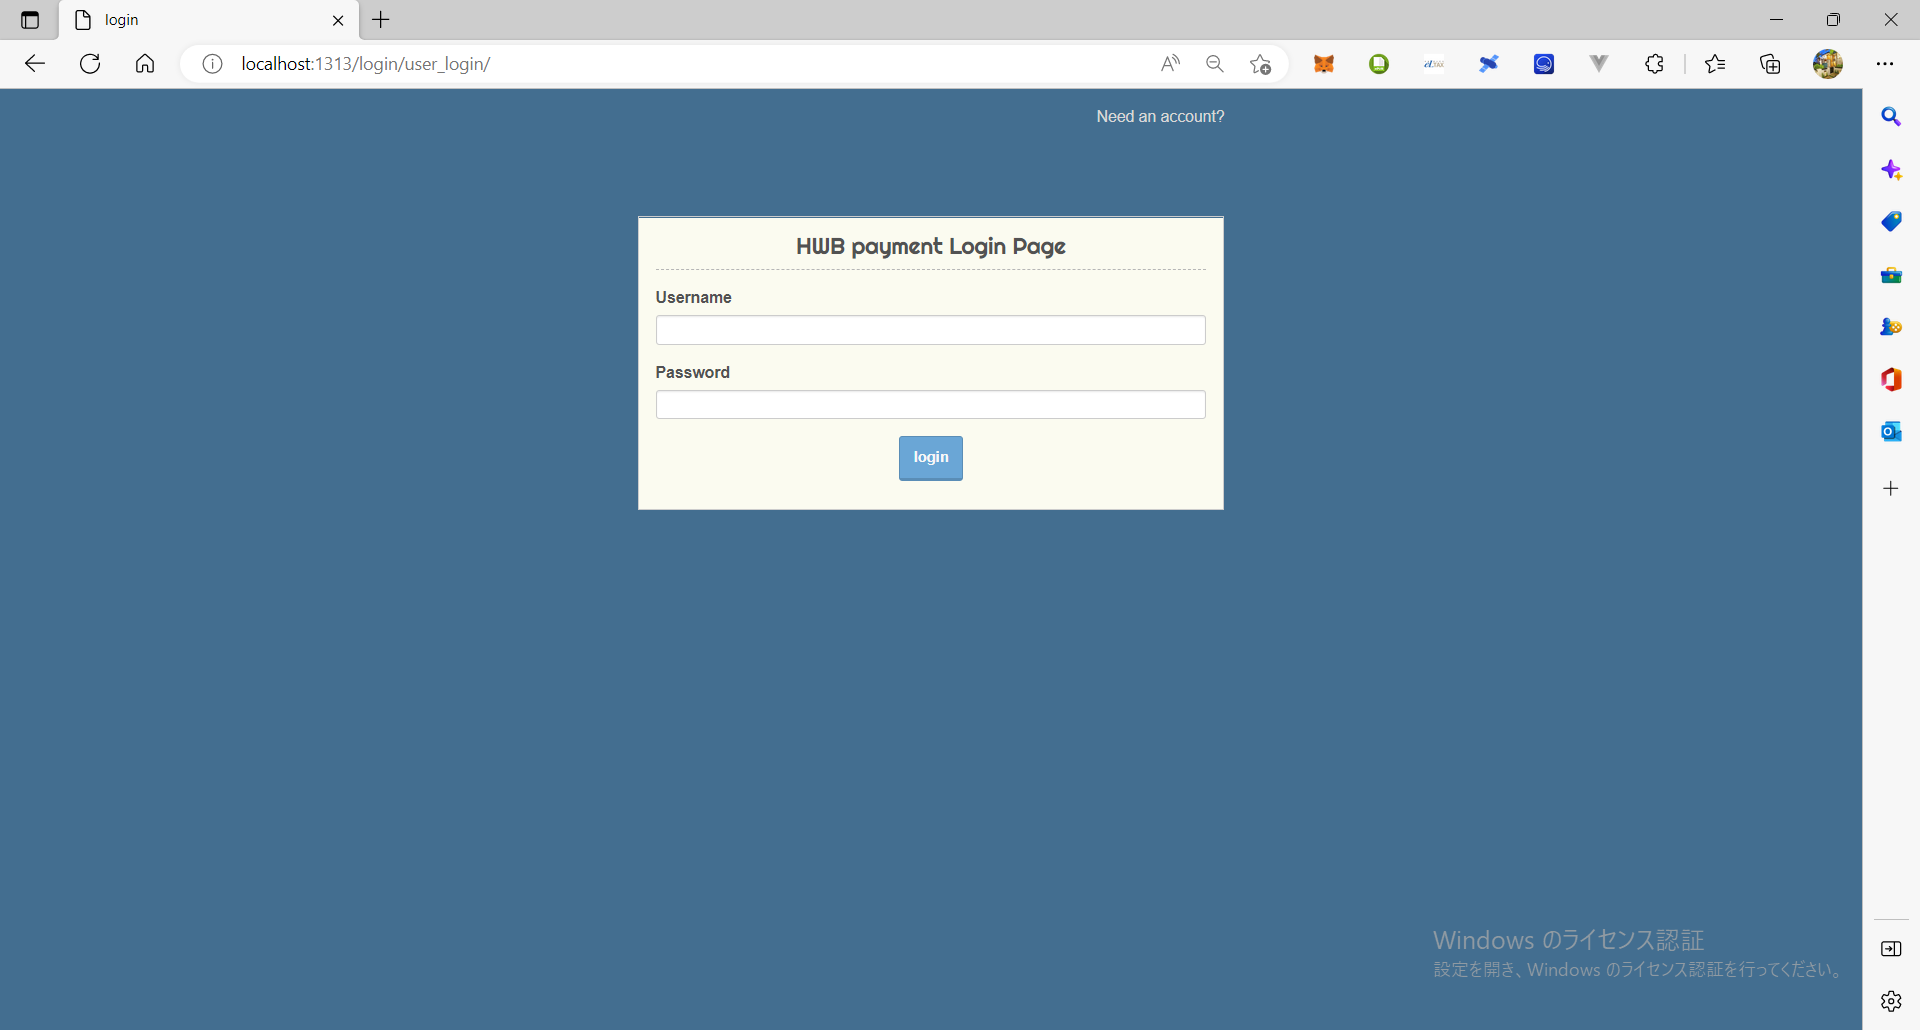 login
localhost:1313/login/user_login/
Need an account?
HWB payment Login Page
Username
Password
login
Windows のライセンス認証
設定を開き、Windows のライセンス認証を行ってください。